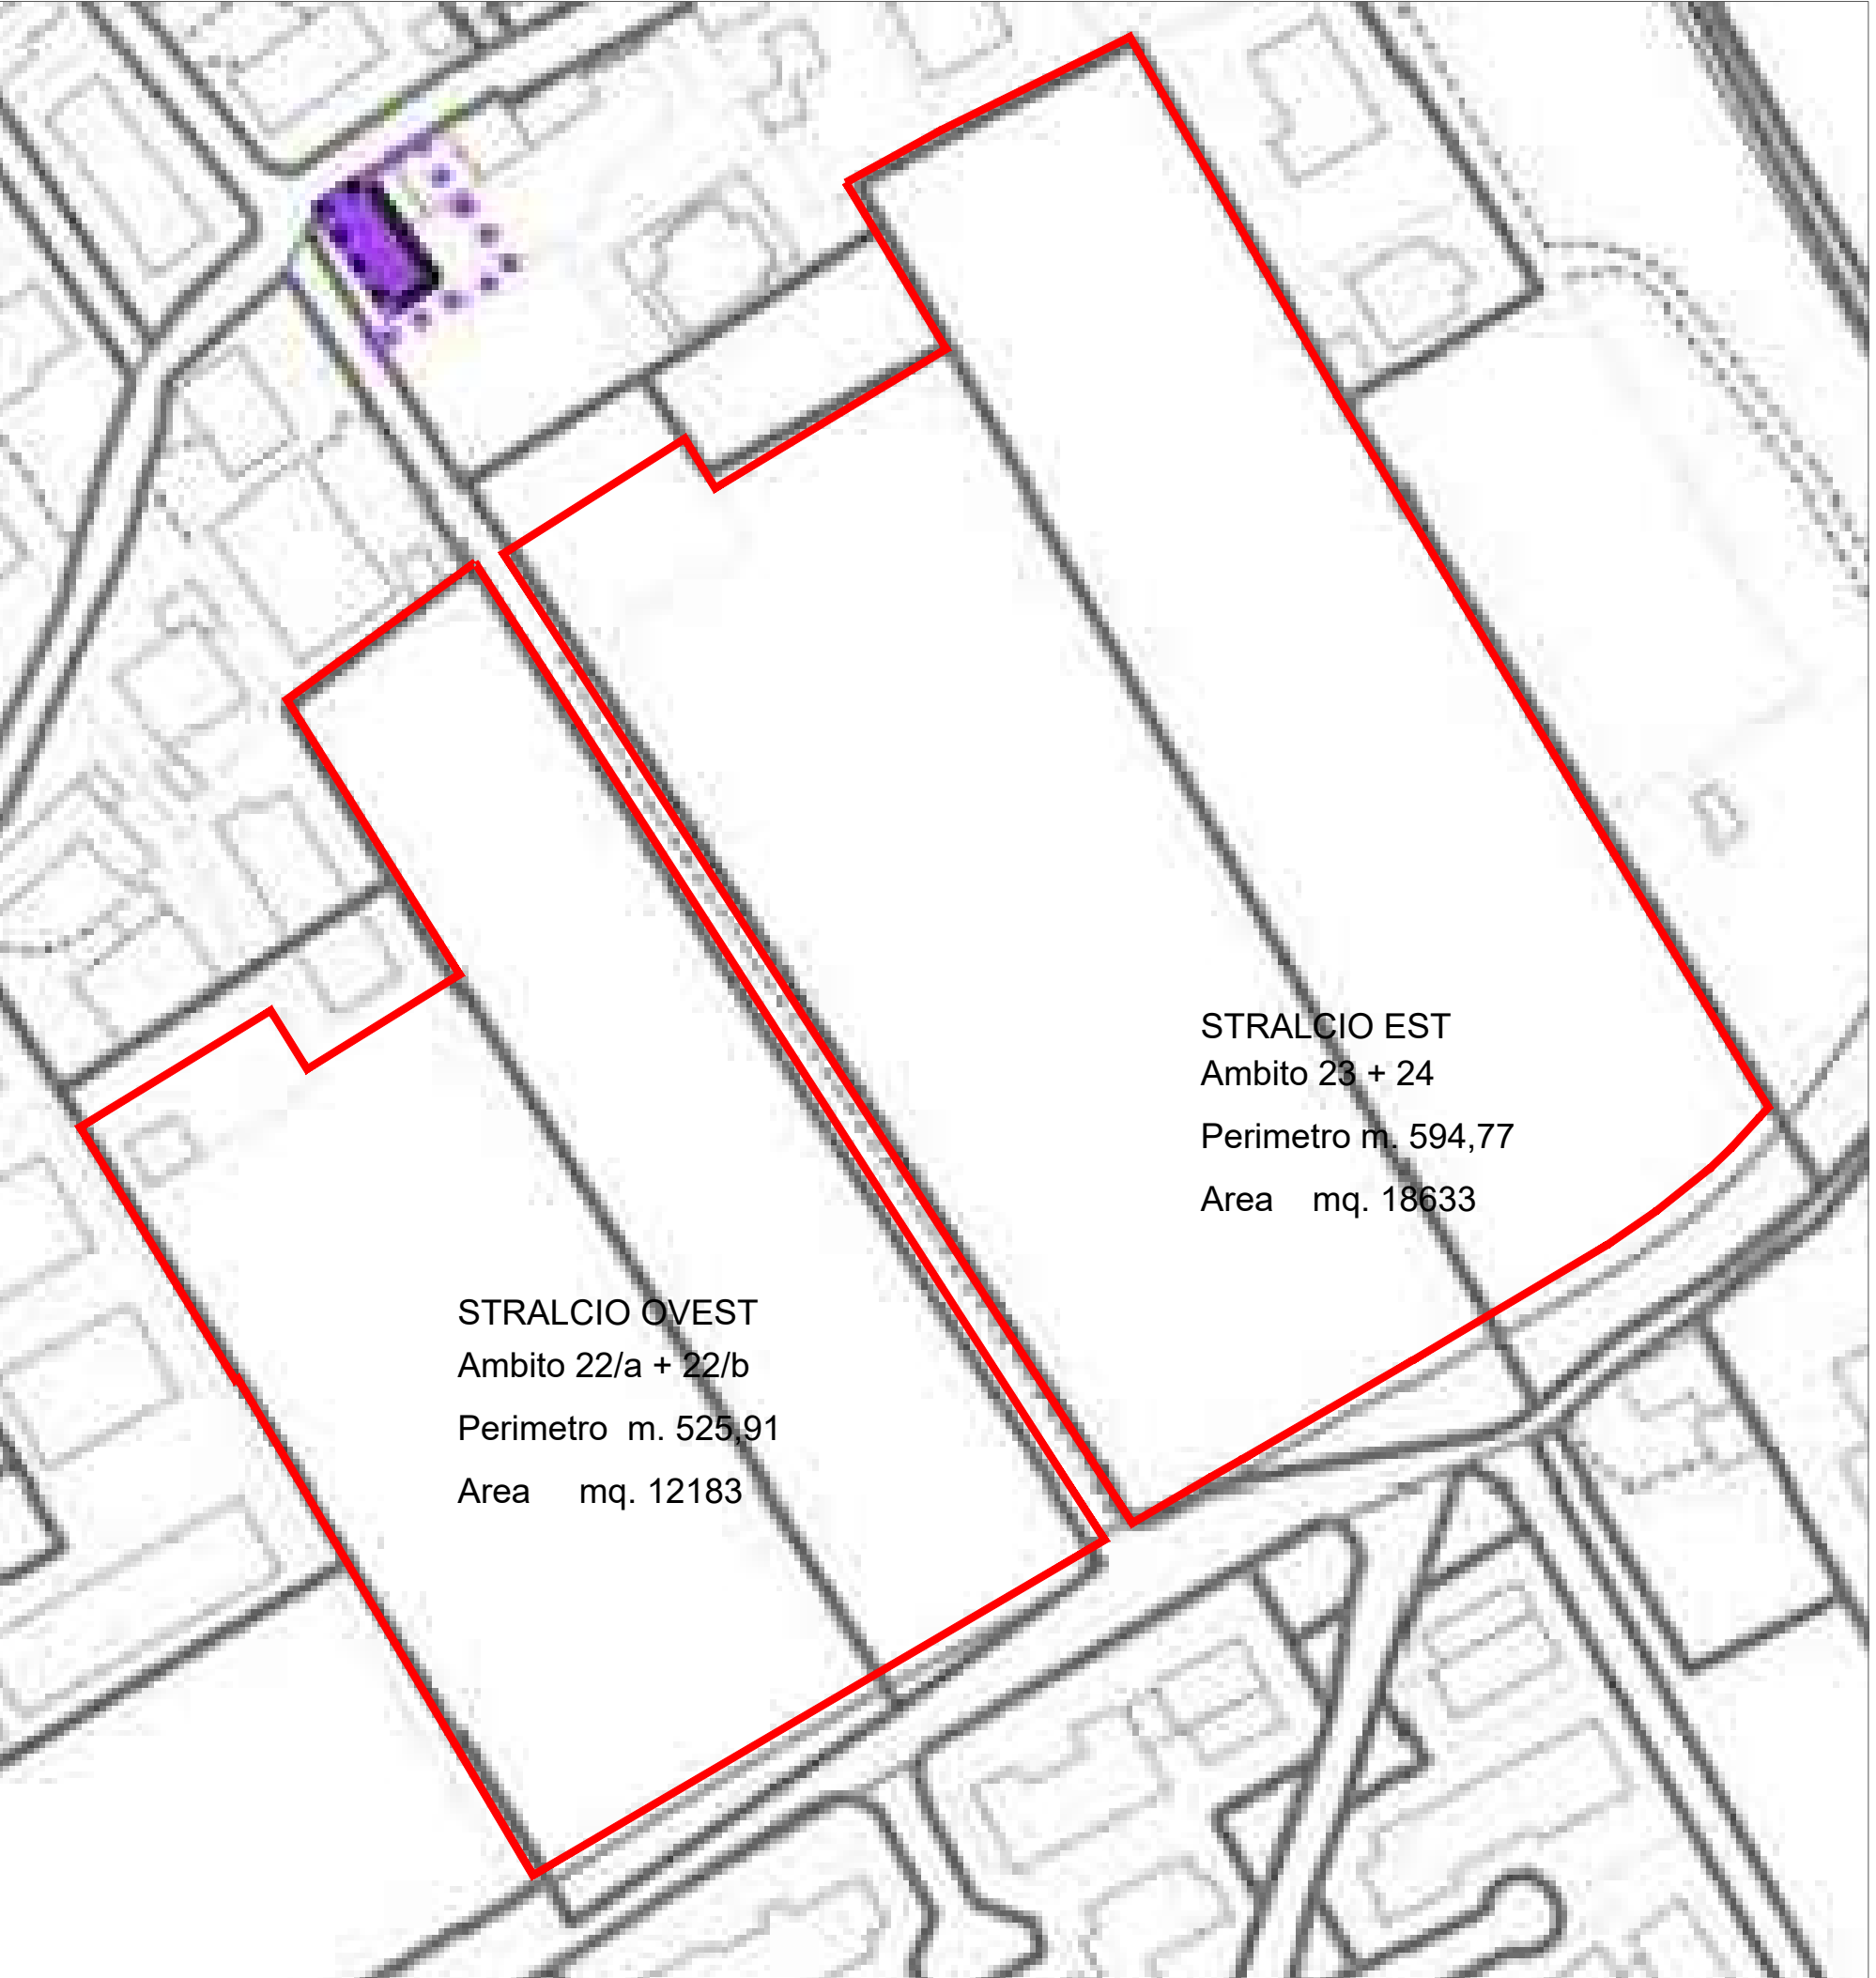 STRALCIO EST
Ambito 23 + 24
Perimetro m. 594,77
Area mq. 18633
STRALCIO OVEST
Ambito 22/a + 22/b
Perimetro m. 525,91
Area mq. 12183